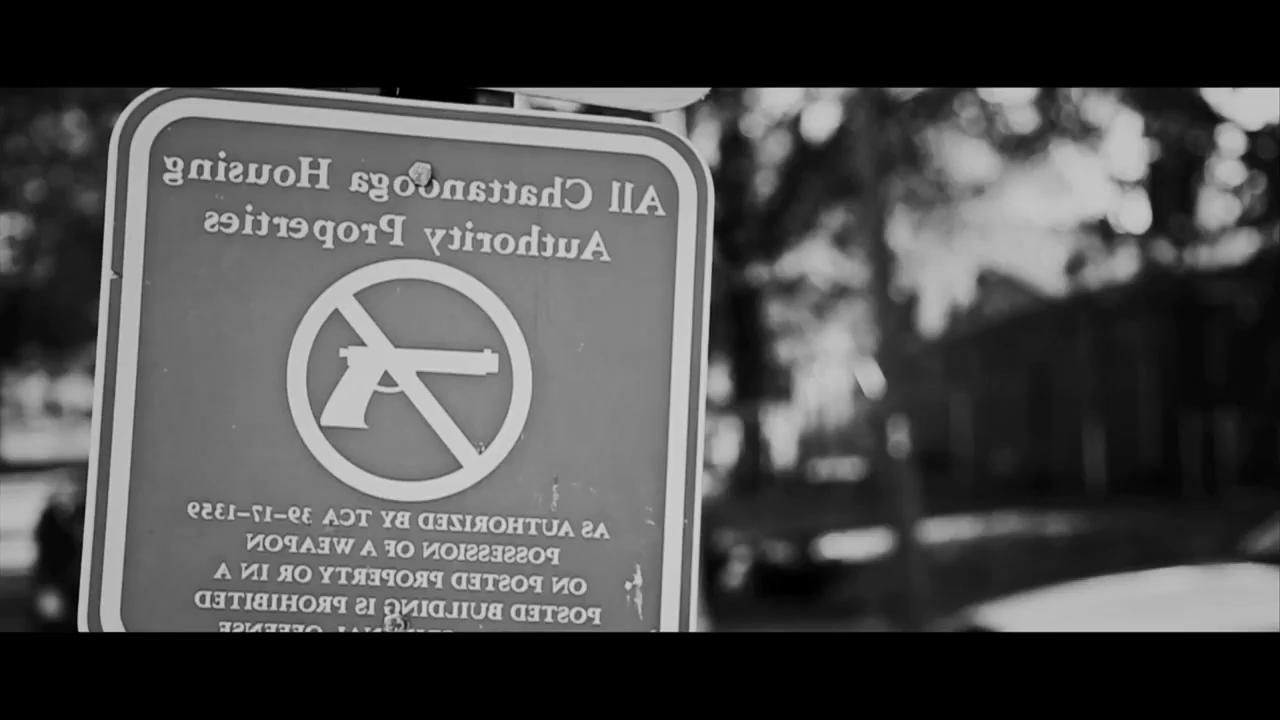 All Chattanooga Housing
Authority Properties
AS AUTHORIZED BY TCA 39-17-1359
POSSESSION OF A WEAPON
ON POSTED PROPERTY OR IN A
POSTED BUILDING IS PROHIBITED
OFFENSE